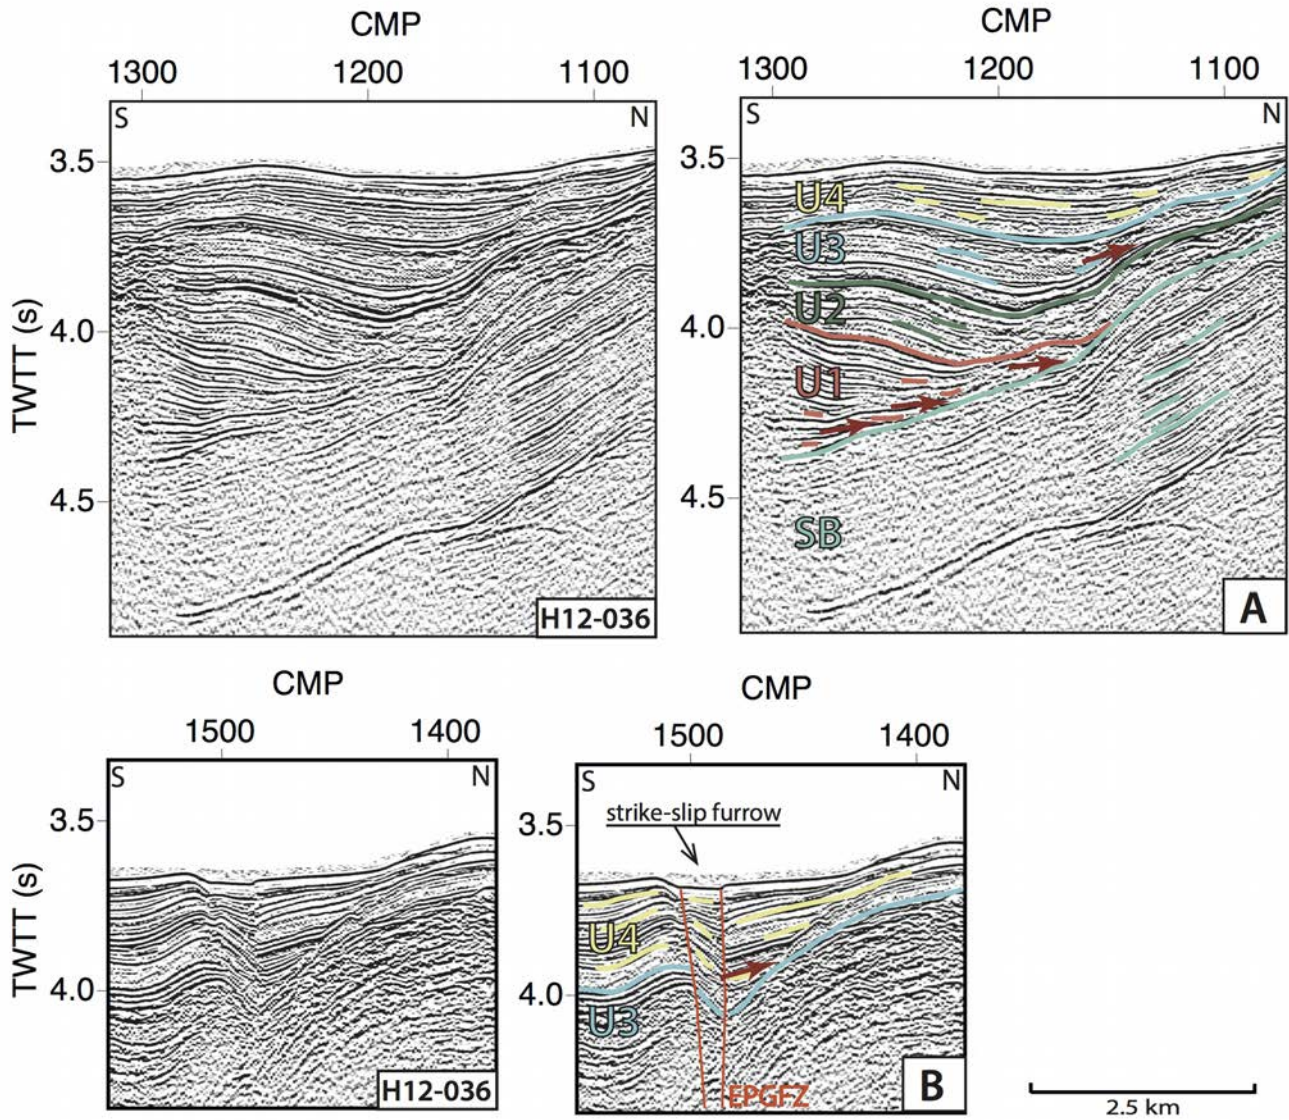 CMP
1300 1200 1100
S N
3.5
4.0
4.5
TWTT (s)
H12-036
CMP
1300 1200 1100
S N
3.5
4.0
4.5
U4
U3
U2
U1
SB
A
CMP
1500 1400
S N
3.5
4.0
TWTT (s)
H12-036
CMP
1500 1400
S N
strike-slip furrow
3.5
4.0
U4
U3
EPGFZ
B
2.5 km